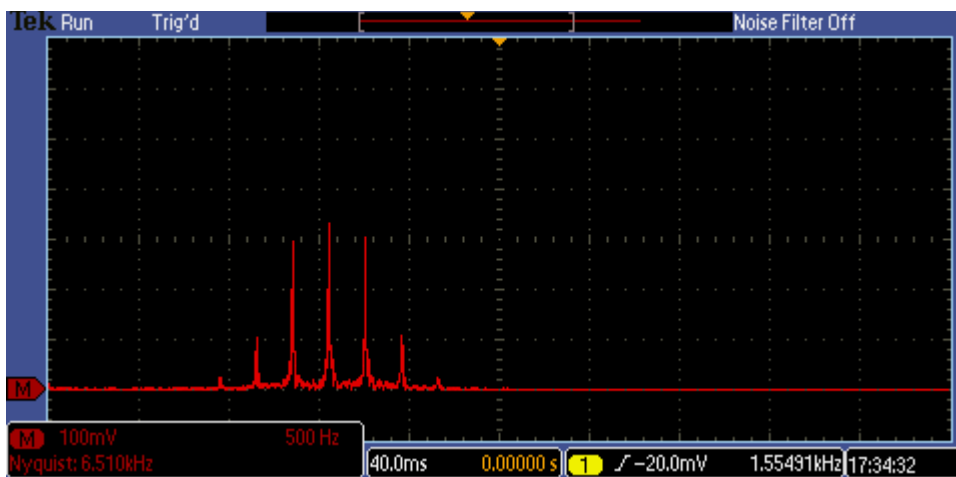 Tek Run Trig'd Noise Filter Off
M
M 100mV 500 Hz
Nyquist: 6.510kHz
40.0ms 0.00000 s 1 -20.0mV 1.55491kHz 17:34:32